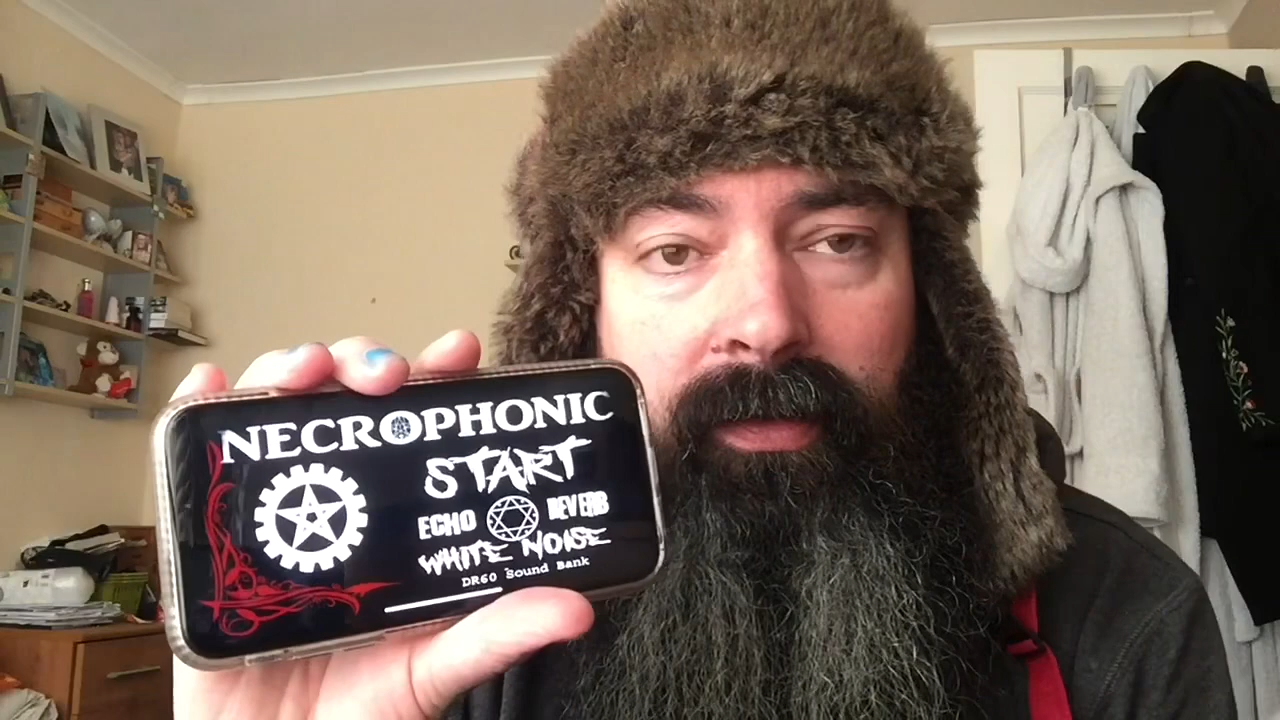 NECROPHONIC
START
ECHO REVERB
WHITE NOISE
DR60 Sound Bank